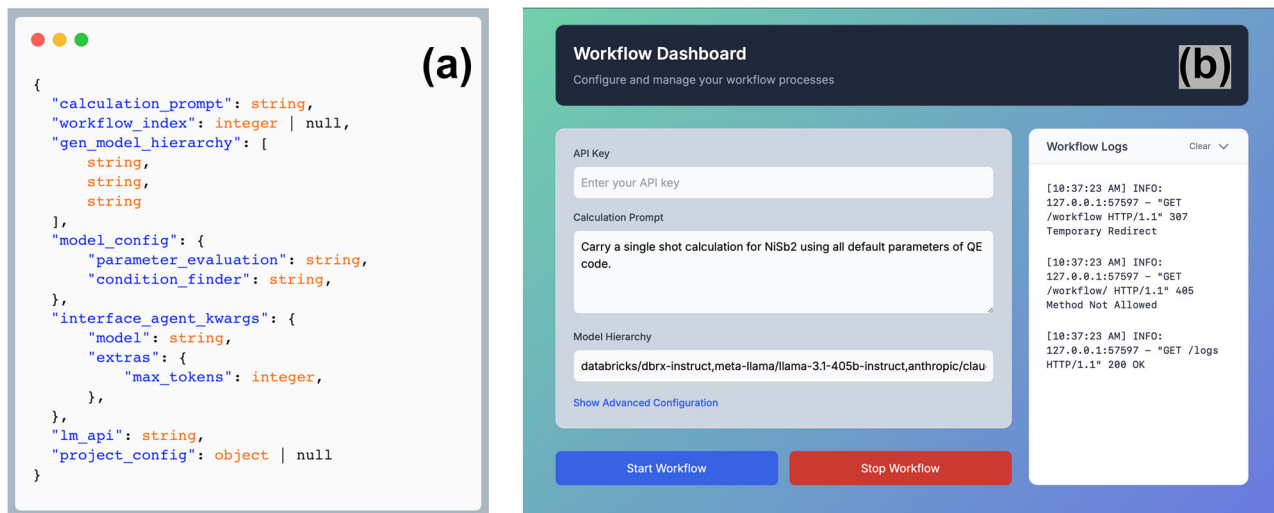 (a)
{
"calculation_prompt": string,
"workflow_index": integer | null,
"gen_model_hierarchy": [
string,
string,
string
],
"model_config": {
"parameter_evaluation": string,
"condition_finder": string,
},
"interface_agent_kwargs": {
"model": string,
"extras": {
"max_tokens": integer,
},
},
"lm_api": string,
"project_config": object | null
}
Workflow Dashboard
(b)
Configure and manage your workflow processes
API Key
Enter your API key
Calculation Prompt
Carry a single shot calculation for NiSb2 using all default parameters of QE
code.
Model Hierarchy
databricks/dbrx-instruct,meta-llama/llama-3.1-405b-instruct,anthropic/clau
Show Advanced Configuration
Start Workflow
Stop Workflow
Workflow Logs
Clear
[10:37:23 AM] INFO:
127.0.0.1:57597 – "GET
/workflow HTTP/1.1" 307
Temporary Redirect
[10:37:23 AM] INFO:
127.0.0.1:57597 – "GET
/workflow/ HTTP/1.1" 405
Method Not Allowed
[10:37:23 AM] INFO:
127.0.0.1:57597 – "GET /logs
HTTP/1.1" 200 OK